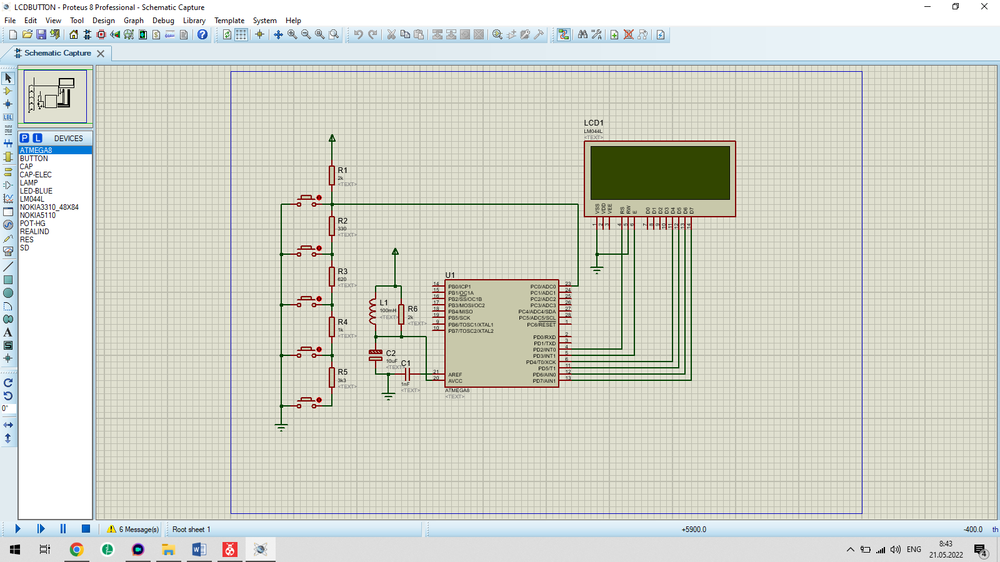 LCDBUTTON - Proteus 8 Professional - Schematic Capture
File Edit View Tool Design Graph Debug Library Template System Help
Schematic Capture
P L DEVICES
ATMEGA8
BUTTON
CAP
CAP-ELEC
LAMP
LED-BLUE
LM044L
NOKIA3310_48X84
NOKIA5110
POT-HG
REALIND
RES
SD
LBL
A
S
0°
LCD1
LM044L
<TEXT>
VSS VDD VEE RS RW E D0 D1 D2 D3 D4 D5 D6 D7
1 2 3 4 5 6 7 8 9 10 11 12 13 14
R1
2k
<TEXT>
R2
330
<TEXT>
R3
620
<TEXT>
R4
1k
<TEXT>
R5
3k3
<TEXT>
L1
100mH
<TEXT>
R6
2k
<TEXT>
C2
10uF
<TEXT>
C1
1nF
<TEXT>
U1
14 PB0/ICP1 PC0/ADC0 23
15 PB1/OC1A PC1/ADC1 24
16 PB2/SS/OC1B PC2/ADC2 25
17 PB3/MOSI/OC2 PC3/ADC3 26
18 PB4/MISO PC4/ADC4/SDA 27
19 PB5/SCK PC5/ADC5/SCL 28
9 PB6/TOSC1/XTAL1 PC6/RESET 1
10 PB7/TOSC2/XTAL2
PD0/RXD 2
PD1/TXD 3
PD2/INT0 4
PD3/INT1 5
PD4/T0/XCK 6
PD5/T1 11
21 AREF PD6/AIN0 12
20 AVCC PD7/AIN1 13
ATMEGA8
<TEXT>
6 Message(s) Root sheet 1 +5900.0 -400.0 th
ENG 8:43
21.05.2022
4